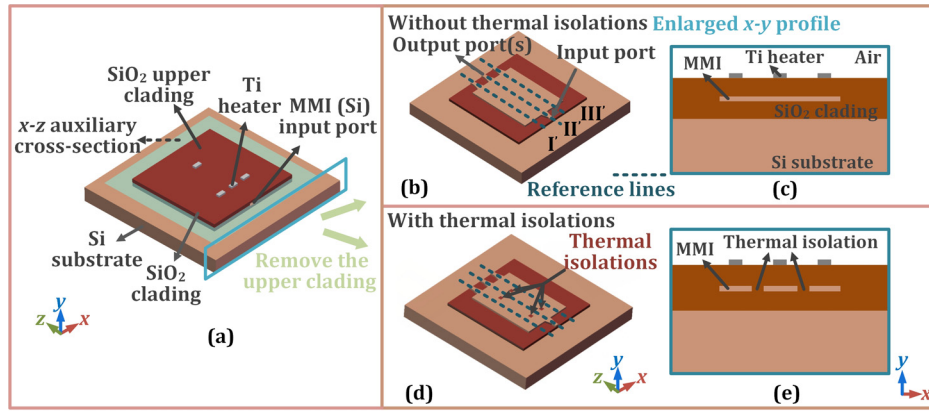 SiO2 upper
clading
Ti
heater
MMI (Si)
input port
x-z auxiliary
cross-section
Si
substrate
SiO2
clading
Remove the
upper clading
y
z
x
(a)
Without thermal isolations
Enlarged x-y profile
Output port(s)
Input port
I′
II′
III′
(b)
Reference lines
MMI
Ti heater
Air
SiO2 clading
Si substrate
(c)
With thermal isolations
Thermal
isolations
(d)
y
z
x
MMI
Thermal isolation
(e)
y
x